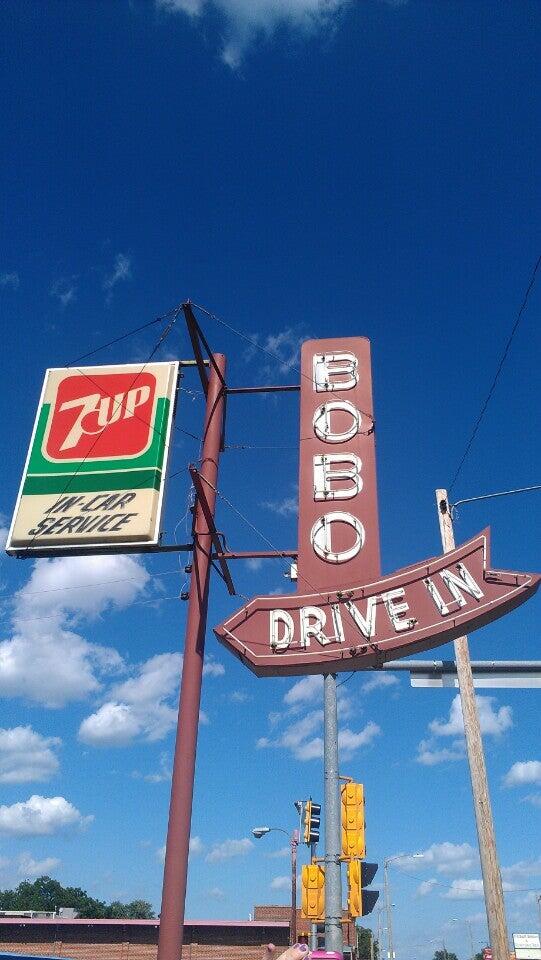 7UP
IN-CAR
SERVICE
BOBO
DRIVE IN